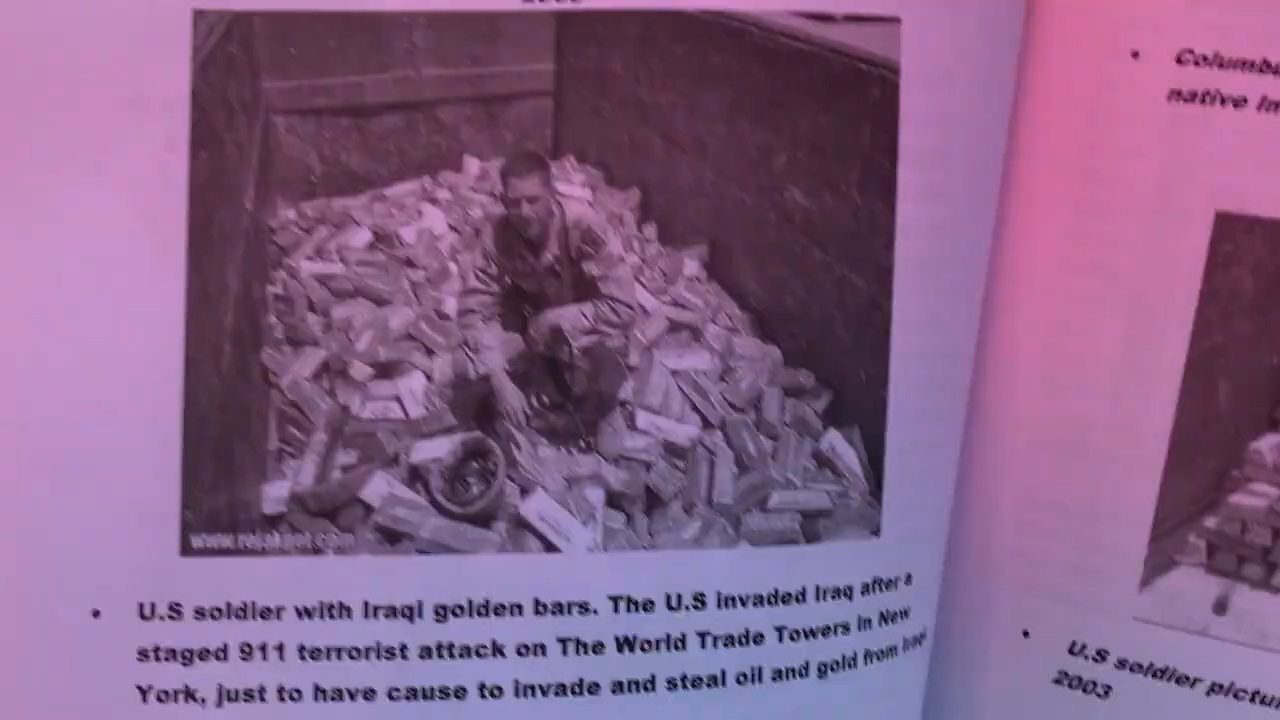 • U.S soldier with Iraqi golden bars. The U.S invaded Iraq after a
staged 911 terrorist attack on The World Trade Towers in New
York, just to have cause to invade and steal oil and gold from Iraq.
•
native
• U.S soldier
2003